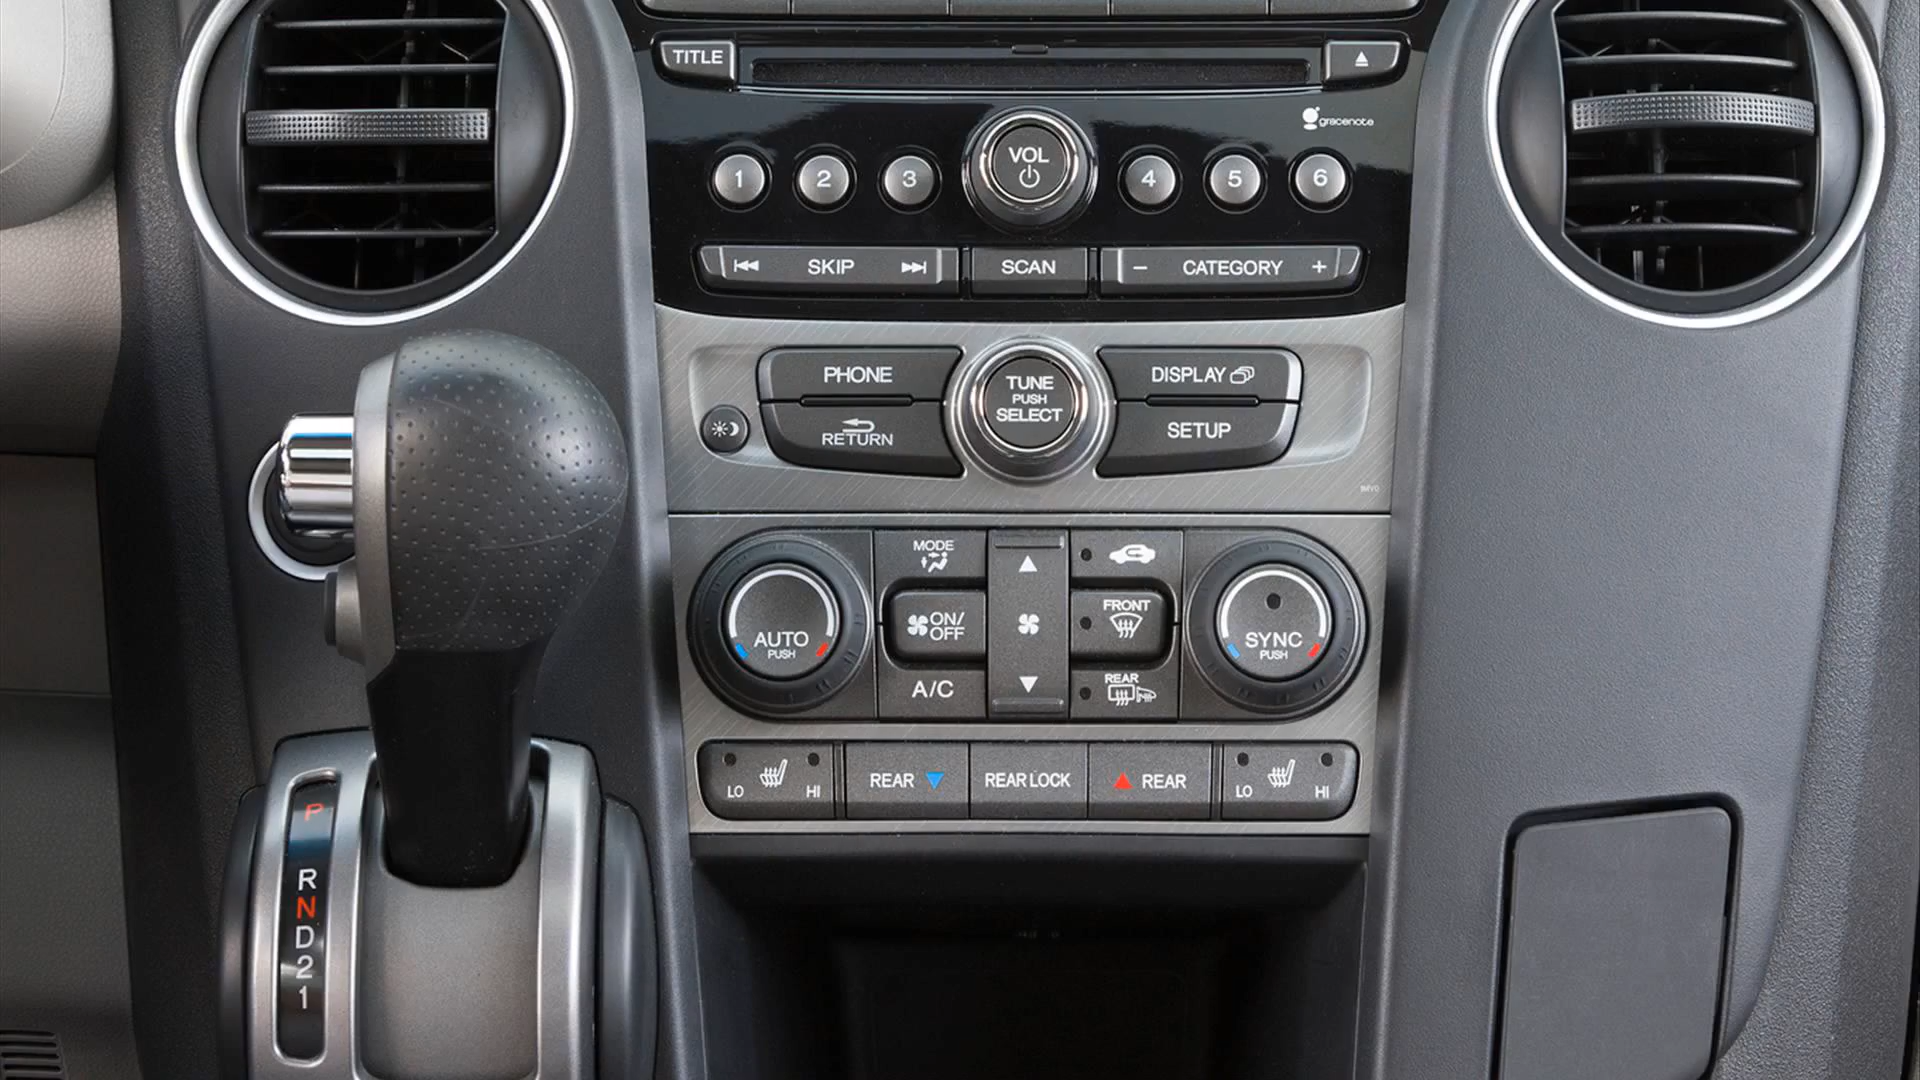 TITLE
gracenote
1 2 3 VOL 4 5 6
SKIP SCAN − CATEGORY +
PHONE
RETURN
TUNE
PUSH
SELECT
DISPLAY
SETUP
MODE
ON/
OFF
A/C
FRONT
REAR
AUTO
PUSH
SYNC
PUSH
LO HI
REAR
REAR LOCK
REAR
LO HI
P
R
N
D
2
1